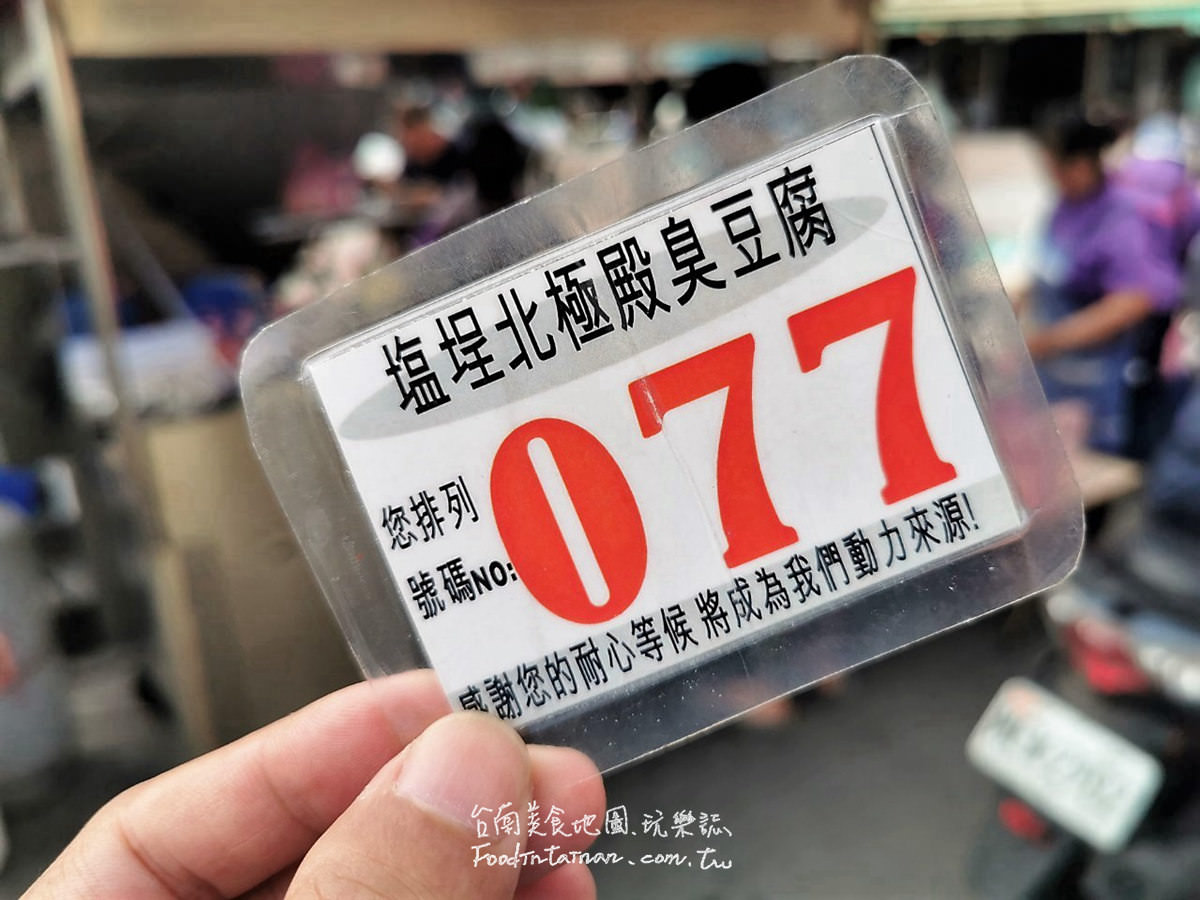 塩埕北極殿臭豆腐
您排列
號碼NO:
077
感謝您的耐心等候 將成為我們動力來源!
台南美食地圖.玩樂誌
FoodInTainan.com.tw